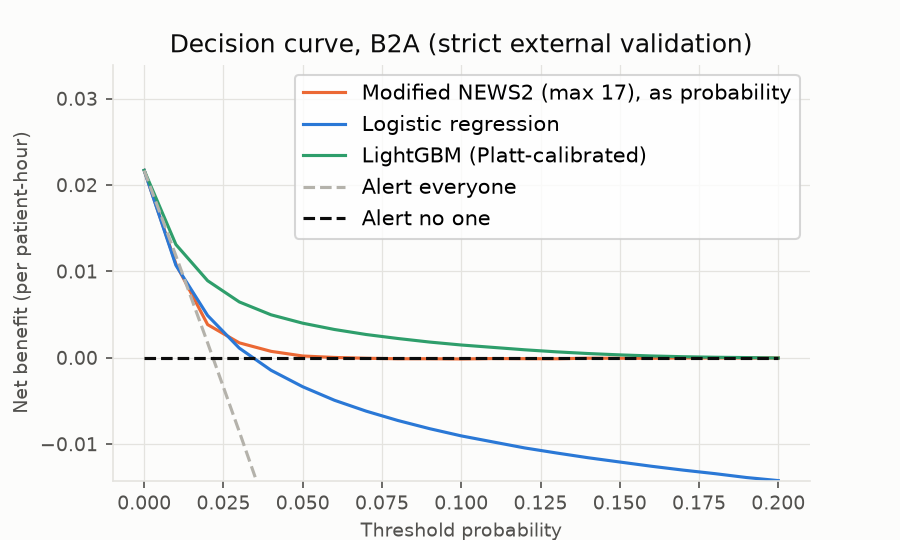 Decision curve, B2A (strict external validation)
Modified NEWS2 (max 17), as probability
Logistic regression
LightGBM (Platt-calibrated)
Alert everyone
Alert no one
Net benefit (per patient-hour)
0.03
0.02
0.01
0.00
−0.01
0.000 0.025 0.050 0.075 0.100 0.125 0.150 0.175 0.200
Threshold probability